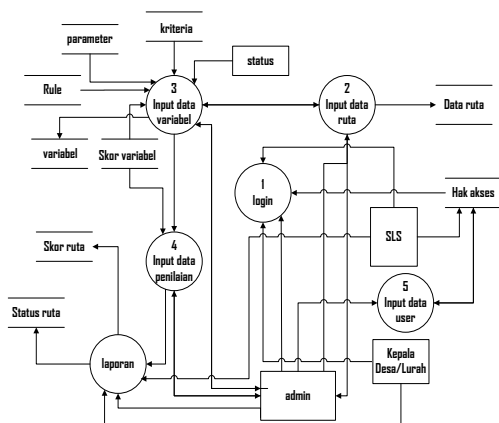 kriteria
parameter
status
Rule
3
Input data
variabel
2
Input data
ruta
Data ruta
variabel
Skor variabel
1
login
Hak akses
SLS
4
Input data
penilaian
Skor ruta
5
Input data
user
Status ruta
laporan
admin
Kepala
Desa/Lurah